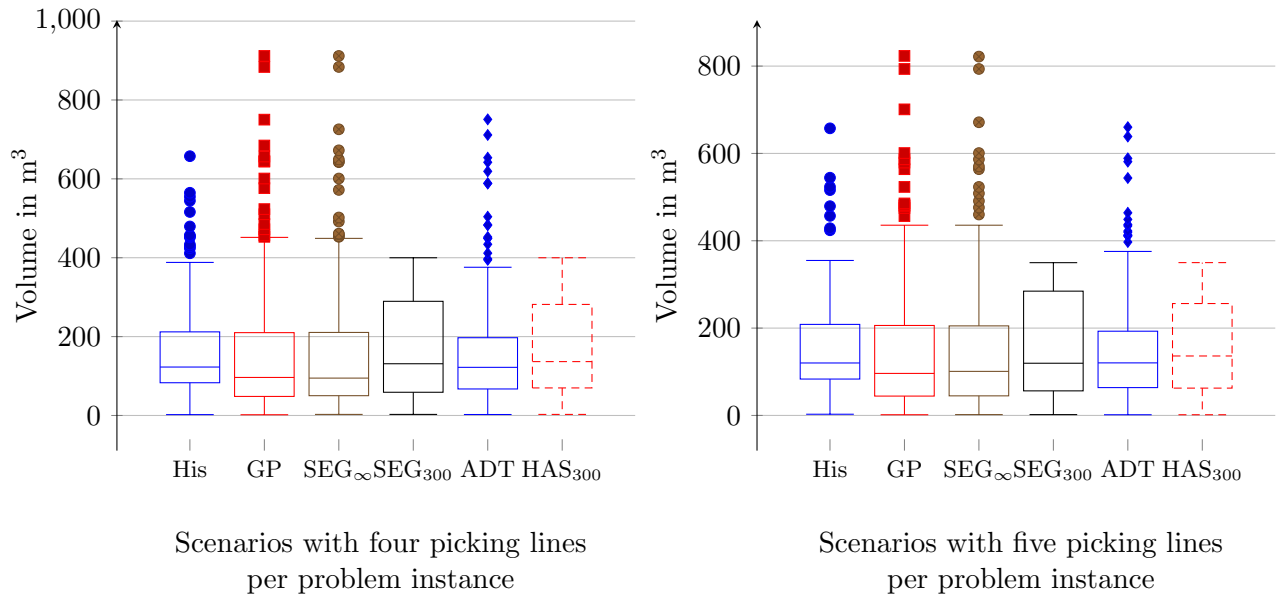 1,000
800
600
400
200
0
Volume in m³
His GP SEG∞ SEG₃₀₀ ADT HAS₃₀₀
Scenarios with four picking lines
per problem instance
800
600
400
200
0
Volume in m³
His GP SEG∞ SEG₃₀₀ ADT HAS₃₀₀
Scenarios with five picking lines
per problem instance